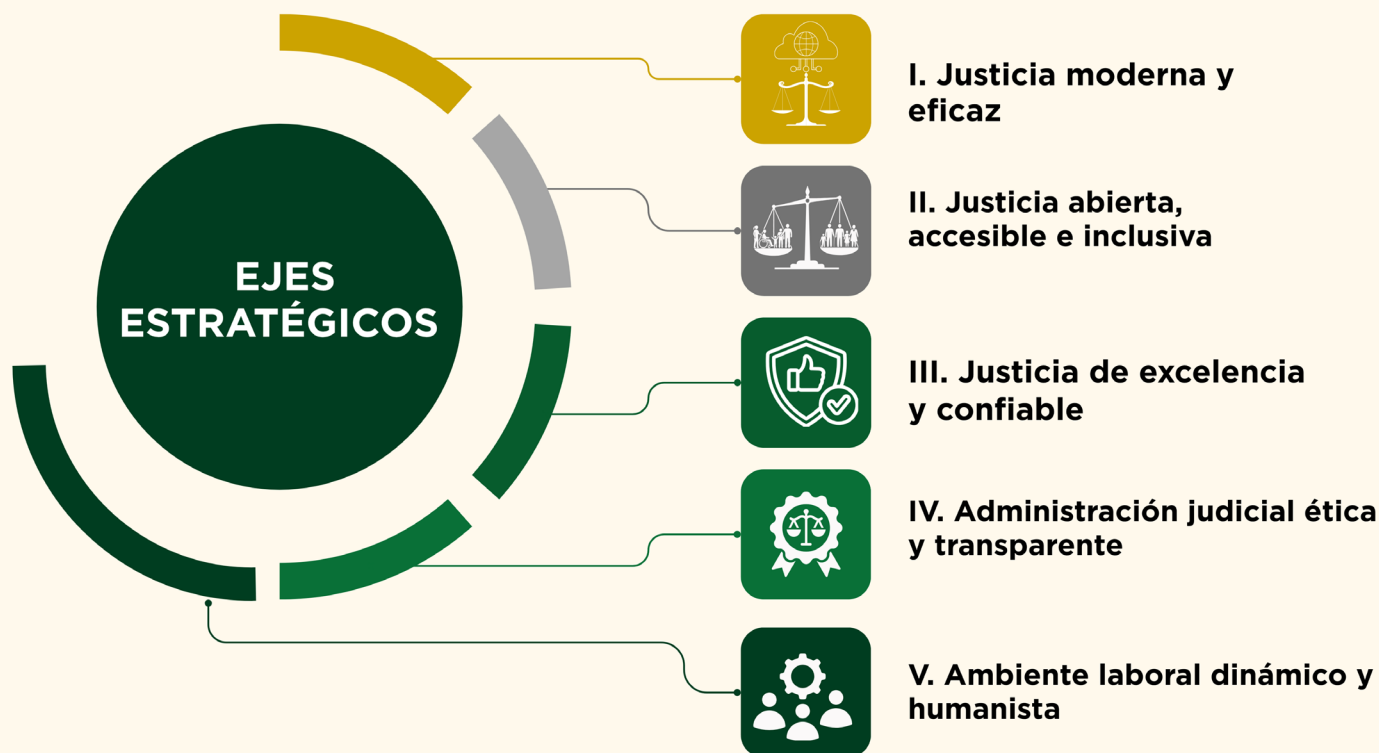 EJES
ESTRATÉGICOS
I. Justicia moderna y
eficaz
II. Justicia abierta,
accesible e inclusiva
III. Justicia de excelencia
y confiable
IV. Administración judicial ética
y transparente
V. Ambiente laboral dinámico y
humanista